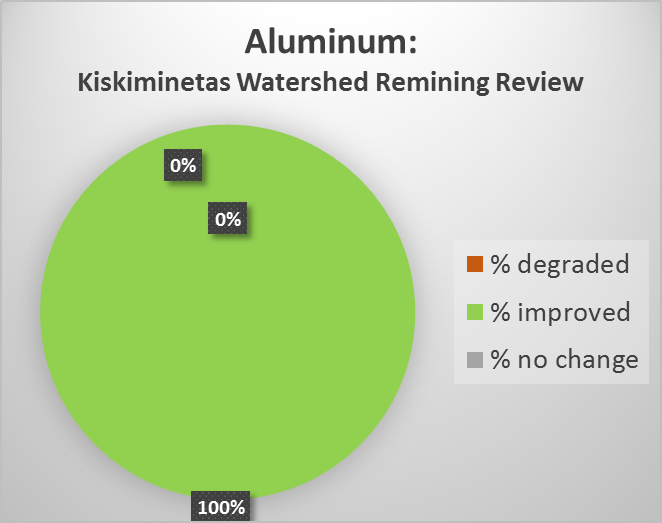 Aluminum:
Kiskiminetas Watershed Remining Review
0%
0%
% degraded
% improved
% no change
100%